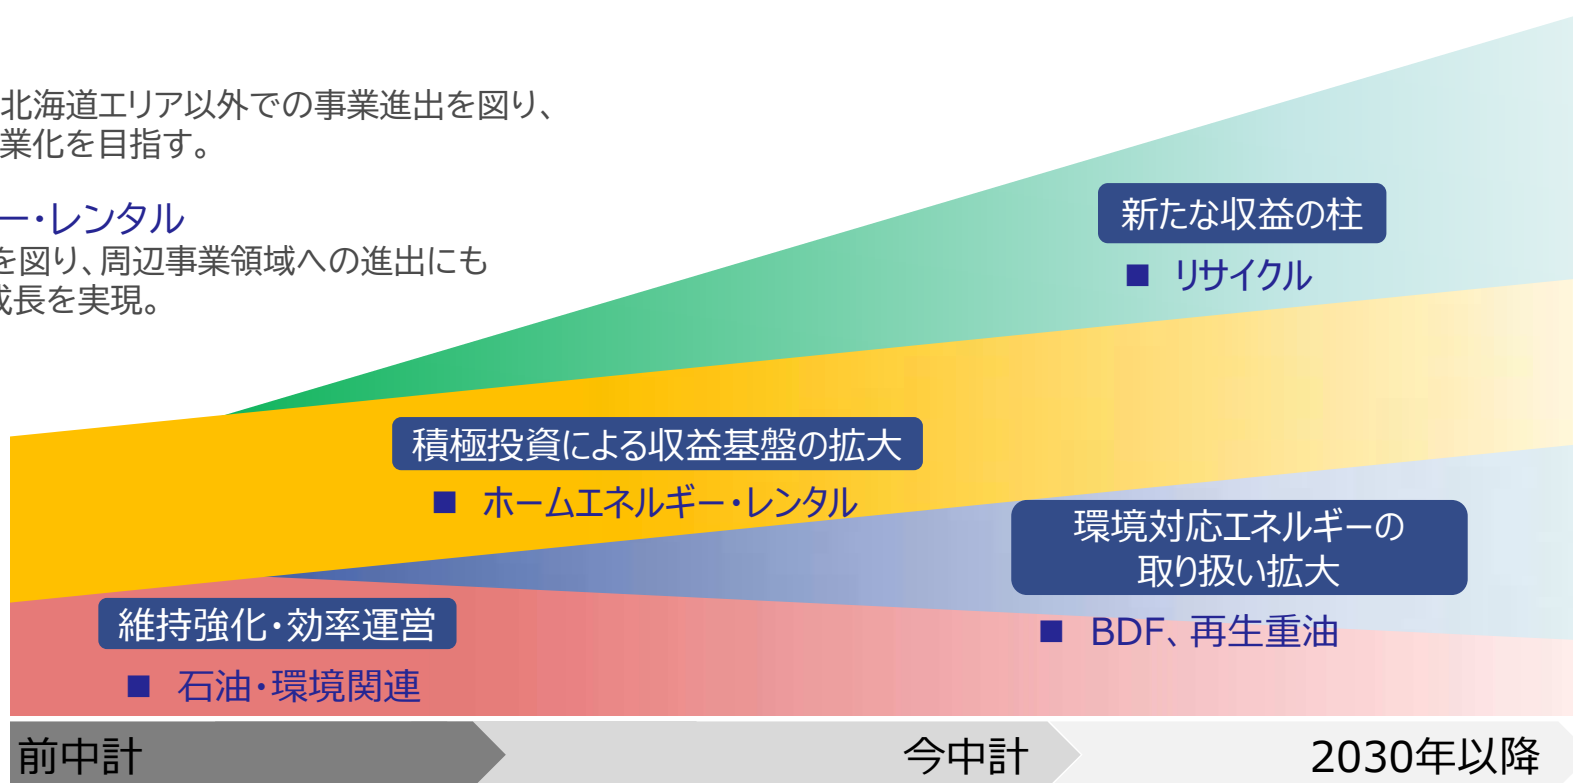 北海道エリア以外での事業進出を図り、
業化を目指す。
ー・レンタル
を図り、周辺事業領域への進出にも
成長を実現。
新たな収益の柱
■ リサイクル
積極投資による収益基盤の拡大
■ ホームエネルギー・レンタル
環境対応エネルギーの
取り扱い拡大
■ BDF、再生重油
維持強化・効率運営
■ 石油・環境関連
前中計
今中計
2030年以降